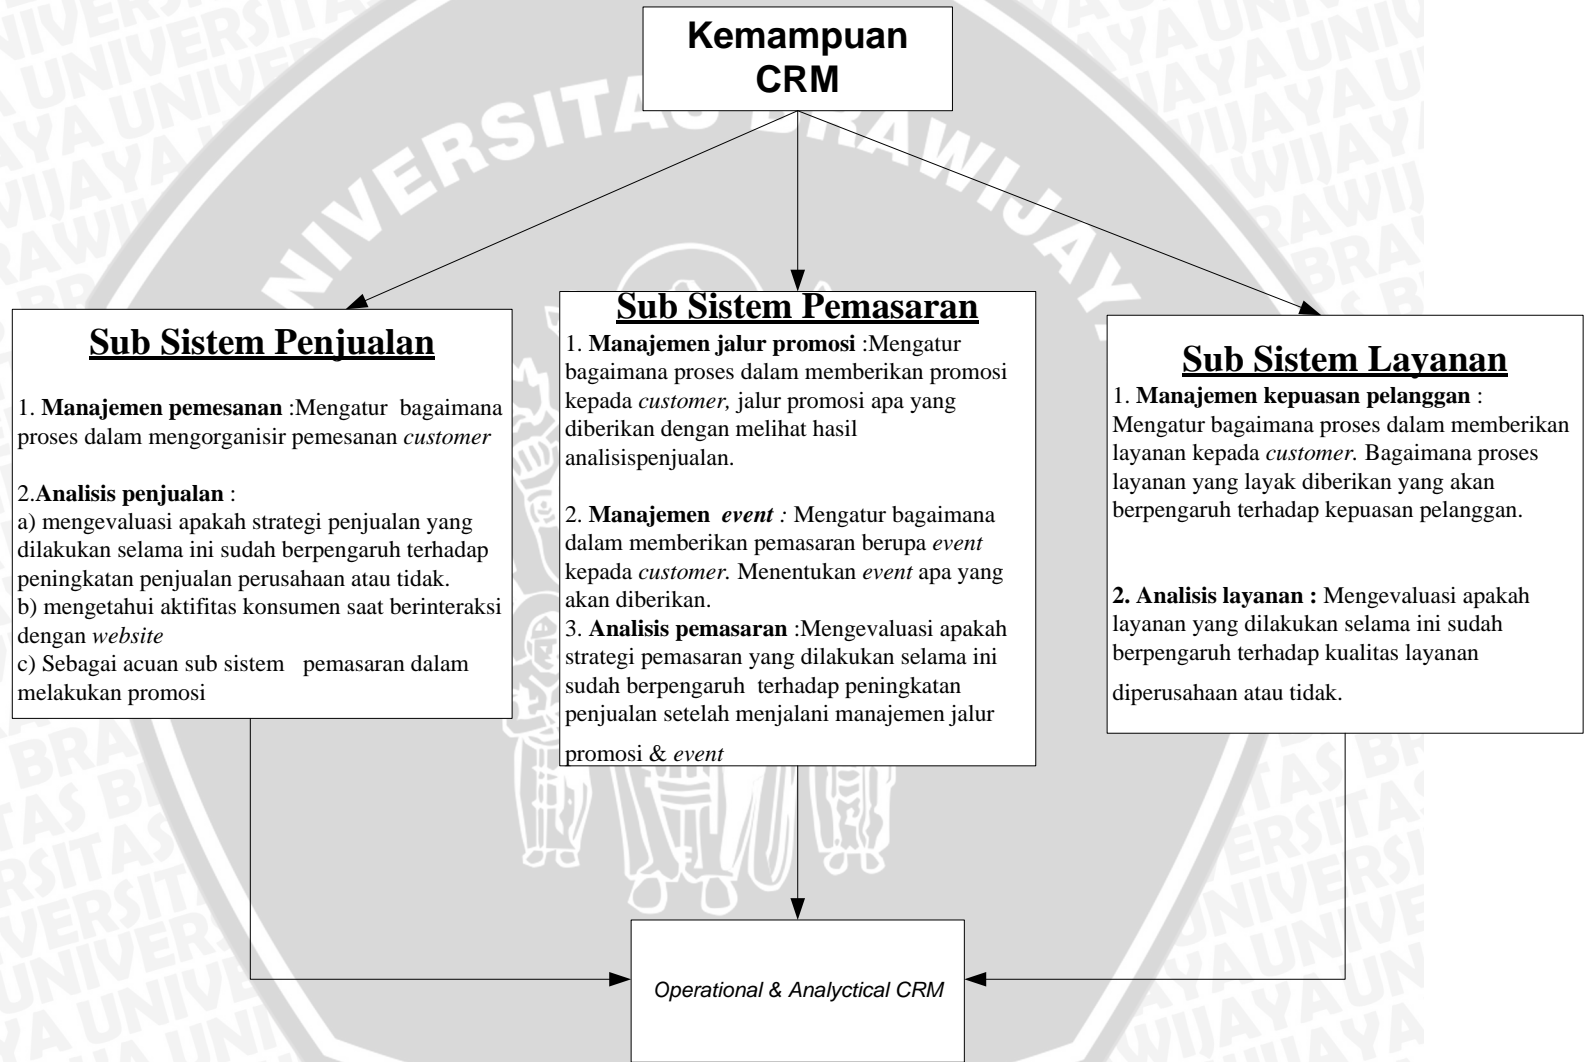 Kemampuan
CRM
UNIVERSITAS BRAWIJAYA
Sub Sistem Penjualan
1. Manajemen pemesanan :Mengatur bagaimana
proses dalam mengorganisir pemesanan customer
2.Analisis penjualan :
a) mengevaluasi apakah strategi penjualan yang
dilakukan selama ini sudah berpengaruh terhadap
peningkatan penjualan perusahaan atau tidak.
b) mengetahui aktifitas konsumen saat berinteraksi
dengan website
c) Sebagai acuan sub sistem pemasaran dalam
melakukan promosi
Sub Sistem Pemasaran
1. Manajemen jalur promosi :Mengatur
bagaimana proses dalam memberikan promosi
kepada customer, jalur promosi apa yang
diberikan dengan melihat hasil
analisispenjualan.
2. Manajemen event : Mengatur bagaimana
dalam memberikan pemasaran berupa event
kepada customer. Menentukan event apa yang
akan diberikan.
3. Analisis pemasaran :Mengevaluasi apakah
strategi pemasaran yang dilakukan selama ini
sudah berpengaruh terhadap peningkatan
penjualan setelah menjalani manajemen jalur
promosi & event
Sub Sistem Layanan
1. Manajemen kepuasan pelanggan :
Mengatur bagaimana proses dalam memberikan
layanan kepada customer. Bagaimana proses
layanan yang layak diberikan yang akan
berpengaruh terhadap kepuasan pelanggan.
2. Analisis layanan : Mengevaluasi apakah
layanan yang dilakukan selama ini sudah
berpengaruh terhadap kualitas layanan
diperusahaan atau tidak.
Operational & Analyctical CRM